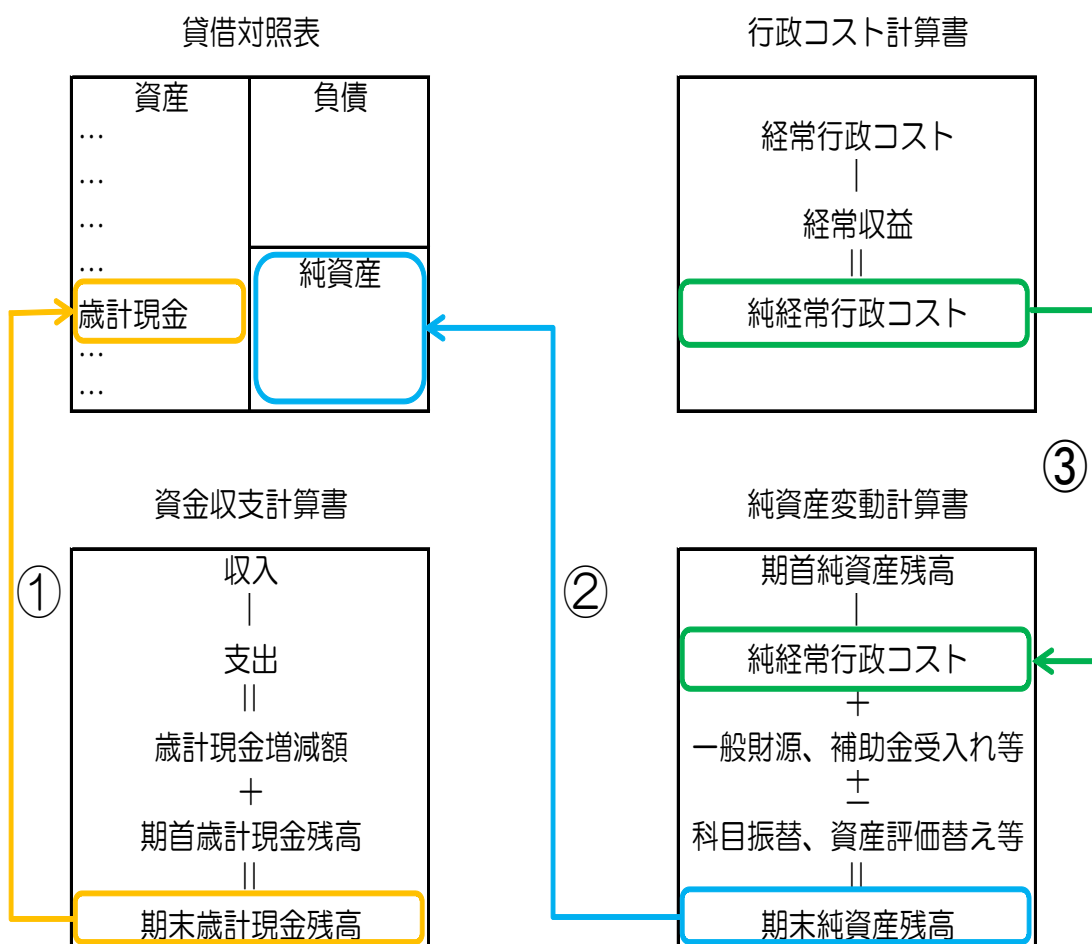 貸借対照表
資産
…
…
…
…
歳計現金
…
…
負債
純資産
行政コスト計算書
経常行政コスト
｜
経常収益
||
純経常行政コスト
①
②
③
資金収支計算書
収入
｜
支出
||
歳計現金増減額
＋
期首歳計現金残高
||
期末歳計現金残高
純資産変動計算書
期首純資産残高
｜
純経常行政コスト
＋
一般財源、補助金受入れ等
±
科目振替、資産評価替え等
||
期末純資産残高